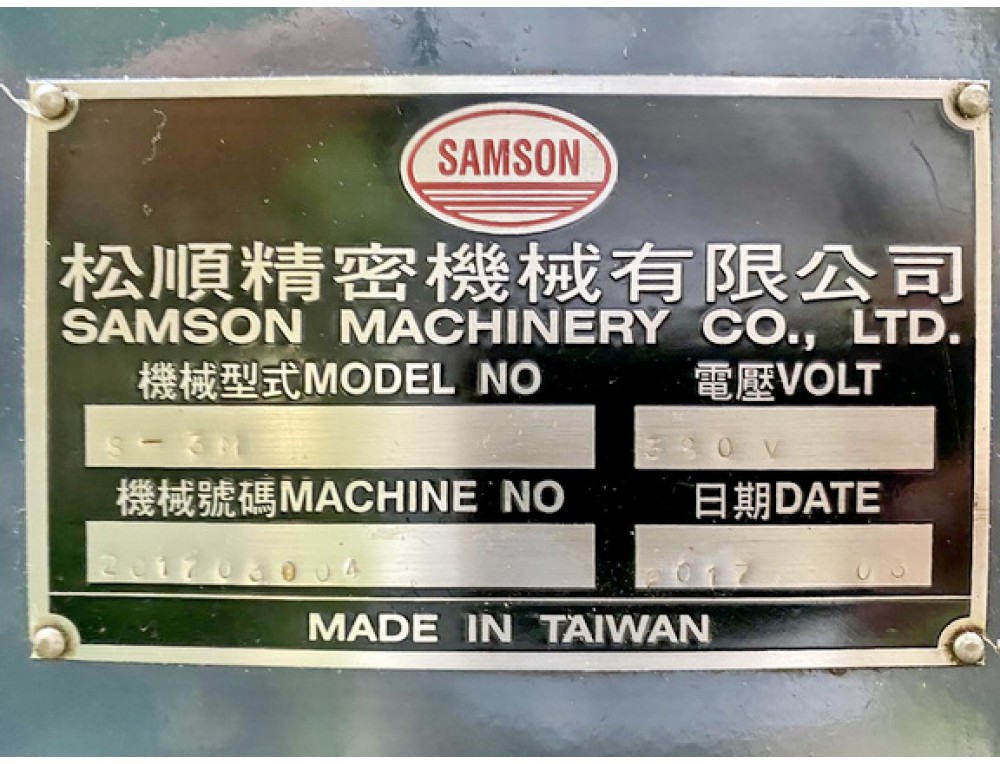 SAMSON
松順精密機械有限公司
SAMSON MACHINERY CO., LTD.
機械型式MODEL NO 電壓VOLT
S-3M 380V
機械號碼MACHINE NO 日期DATE
201703004 2017 03
MADE IN TAIWAN